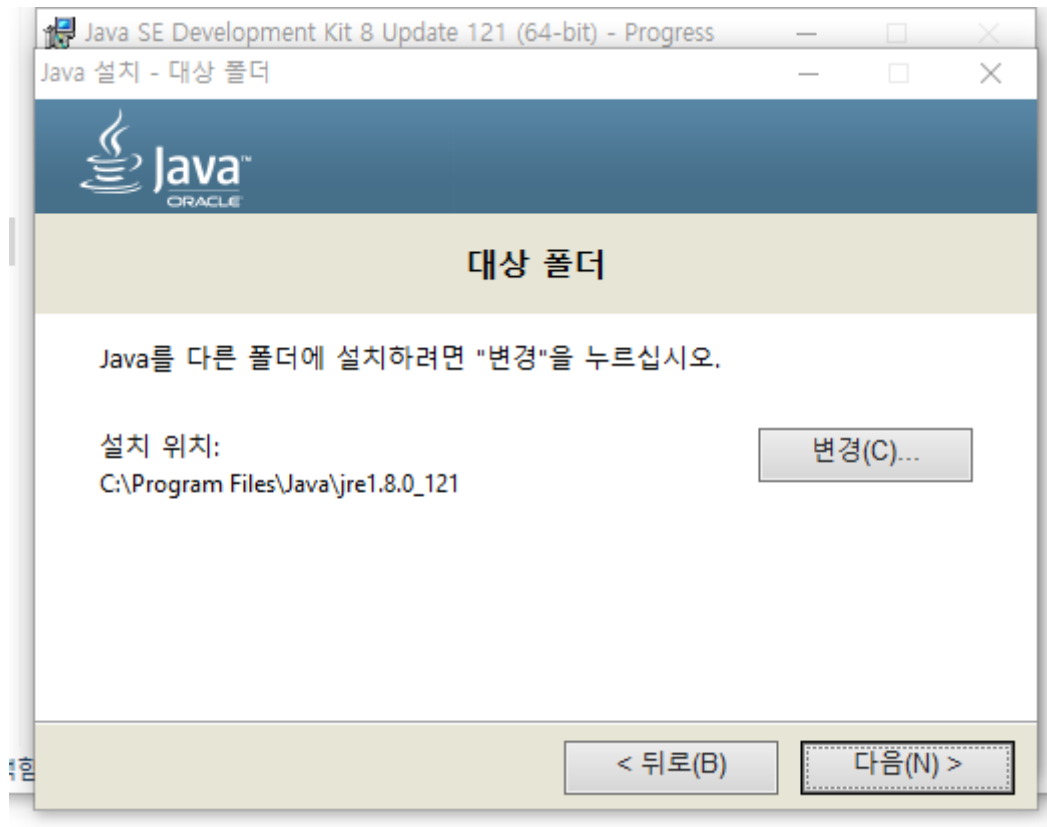 Java SE Development Kit 8 Update 121 (64-bit) - Progress
Java 설치 - 대상 폴더
Java™
ORACLE
대상 폴더
Java를 다른 폴더에 설치하려면 "변경"을 누르십시오.
설치 위치:
변경(C)...
C:\Program Files\Java\jre1.8.0_121
< 뒤로(B)
다음(N) >